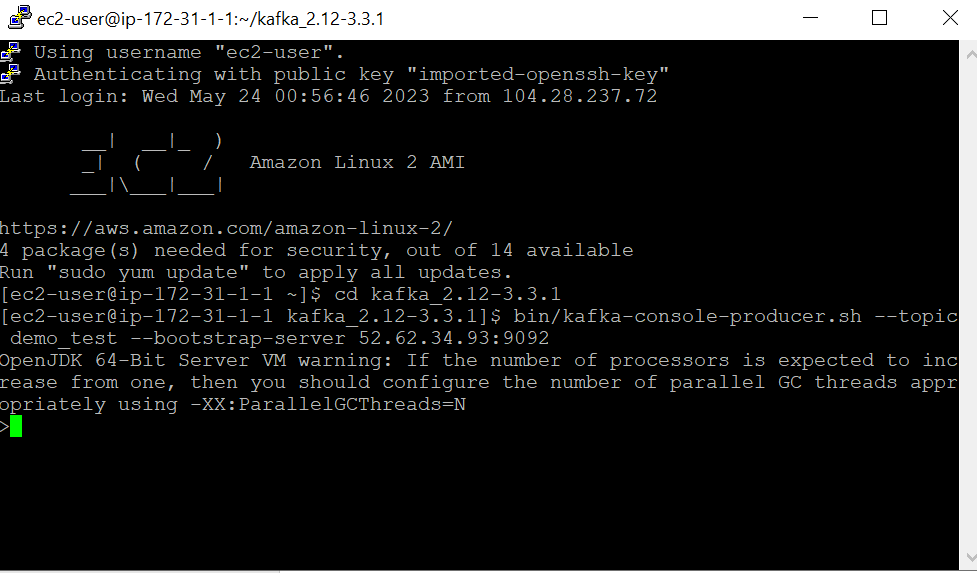 ec2-user@ip-172-31-1-1:~/kafka_2.12-3.3.1
Using username "ec2-user".
Authenticating with public key "imported-openssh-key"
Last login: Wed May 24 00:56:46 2023 from 104.28.237.72
__|  __|_  )
_|  (     /   Amazon Linux 2 AMI
___|\___|___|
https://aws.amazon.com/amazon-linux-2/
4 package(s) needed for security, out of 14 available
Run "sudo yum update" to apply all updates.
[ec2-user@ip-172-31-1-1 ~]$ cd kafka_2.12-3.3.1
[ec2-user@ip-172-31-1-1 kafka_2.12-3.3.1]$ bin/kafka-console-producer.sh --topic
demo_test --bootstrap-server 52.62.34.93:9092
OpenJDK 64-Bit Server VM warning: If the number of processors is expected to inc
rease from one, then you should configure the number of parallel GC threads appr
opriately using -XX:ParallelGCThreads=N
>